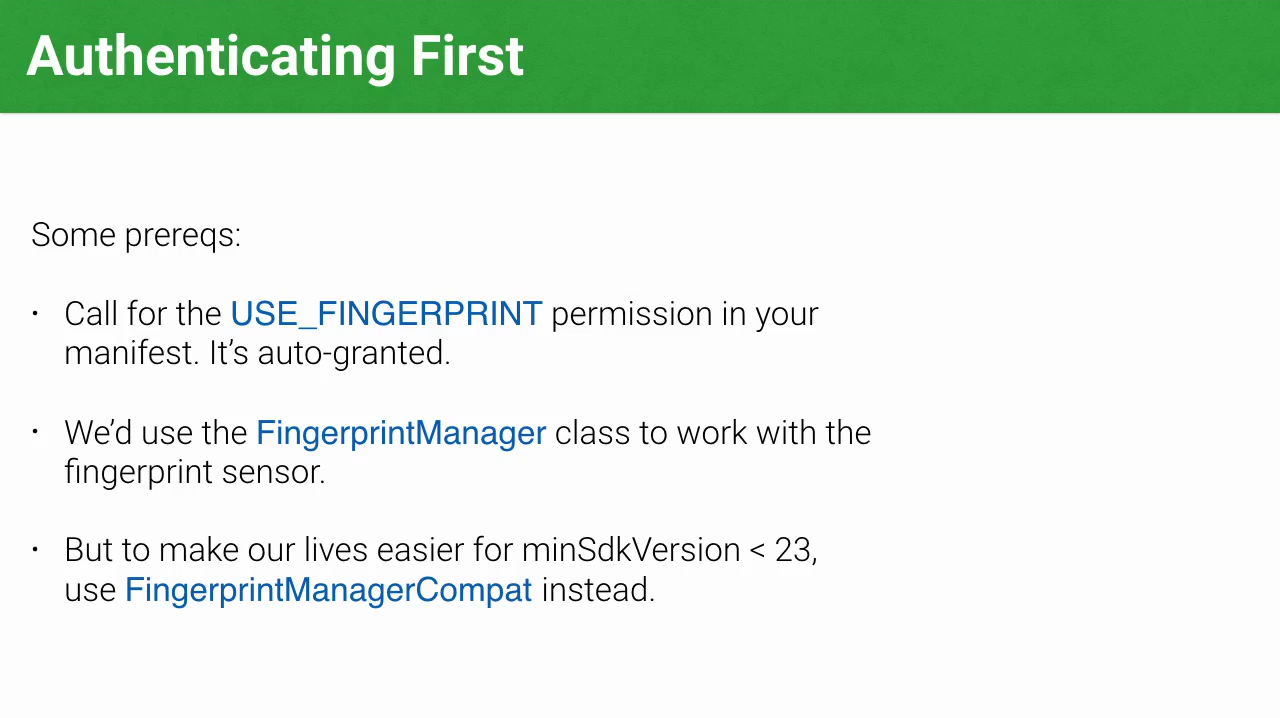 Authenticating First
Some prereqs:
• Call for the USE_FINGERPRINT permission in your
manifest. It’s auto-granted.
• We’d use the FingerprintManager class to work with the
fingerprint sensor.
• But to make our lives easier for minSdkVersion < 23,
use FingerprintManagerCompat instead.